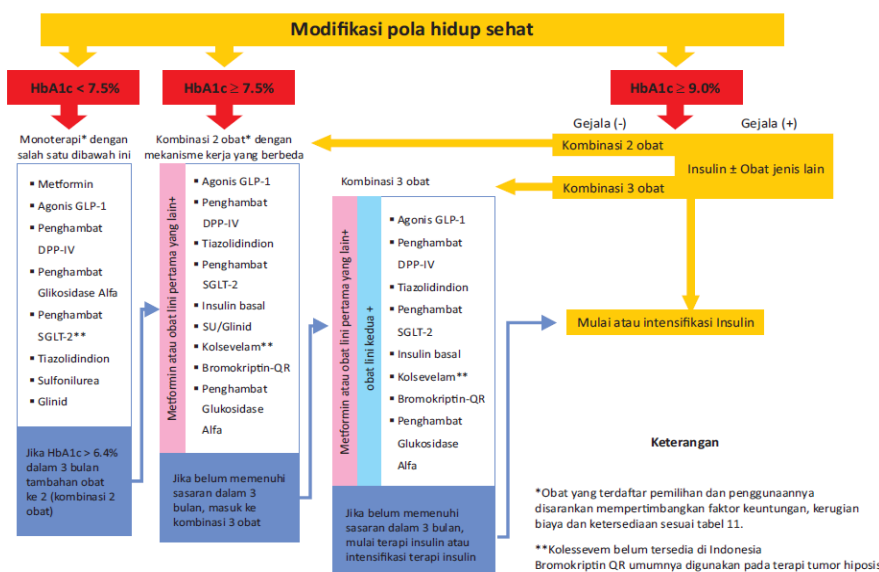 Modifikasi pola hidup sehat
HbA1c < 7.5%
HbA1c ≥ 7.5%
HbA1c ≥ 9.0%
Monoterapi* dengan
salah satu dibawah ini
▪ Metformin
▪ Agonis GLP-1
▪ Penghambat
DPP-IV
▪ Penghambat
Glikosidase Alfa
▪ Penghambat
SGLT-2**
▪ Tiazolidindion
▪ Sulfonilurea
▪ Glinid
Jika HbA1c > 6.4%
dalam 3 bulan
tambahan obat
ke 2 (kombinasi 2
obat)
Kombinasi 2 obat* dengan
mekanisme kerja yang berbeda
Metformin atau obat lini pertama yang lain+
▪ Agonis GLP-1
▪ Penghambat
DPP-IV
▪ Tiazolidindion
▪ Penghambat
SGLT-2
▪ Insulin basal
▪ SU/Glinid
▪ Kolsevelam**
▪ Bromokriptin-QR
▪ Penghambat
Glukosidase
Alfa
Jika belum memenuhi
sasaran dalam 3
bulan, masuk ke
kombinasi 3 obat
Kombinasi 3 obat
Metformin atau obat lini pertama yang lain+
obat lini kedua +
▪ Agonis GLP-1
▪ Penghambat
DPP-IV
▪ Tiazolidindion
▪ Penghambat
SGLT-2
▪ Insulin basal
▪ Kolsevelam**
▪ Bromokriptin-QR
▪ Penghambat
Glukosidase
Alfa
Jika belum memenuhi
sasaran dalam 3 bulan,
mulai terapi insulin atau
intensifikasi terapi insulin
Gejala (-)
Gejala (+)
Kombinasi 2 obat
Insulin ± Obat jenis lain
Kombinasi 3 obat
Mulai atau intensifikasi Insulin
Keterangan
*Obat yang terdaftar pemilihan dan penggunaannya
disarankan mempertimbangkan faktor keuntungan, kerugian
biaya dan ketersediaan sesuai tabel 11.
**Kolessevem belum tersedia di Indonesia
Bromokriptin QR umumnya digunakan pada terapi tumor hiposis